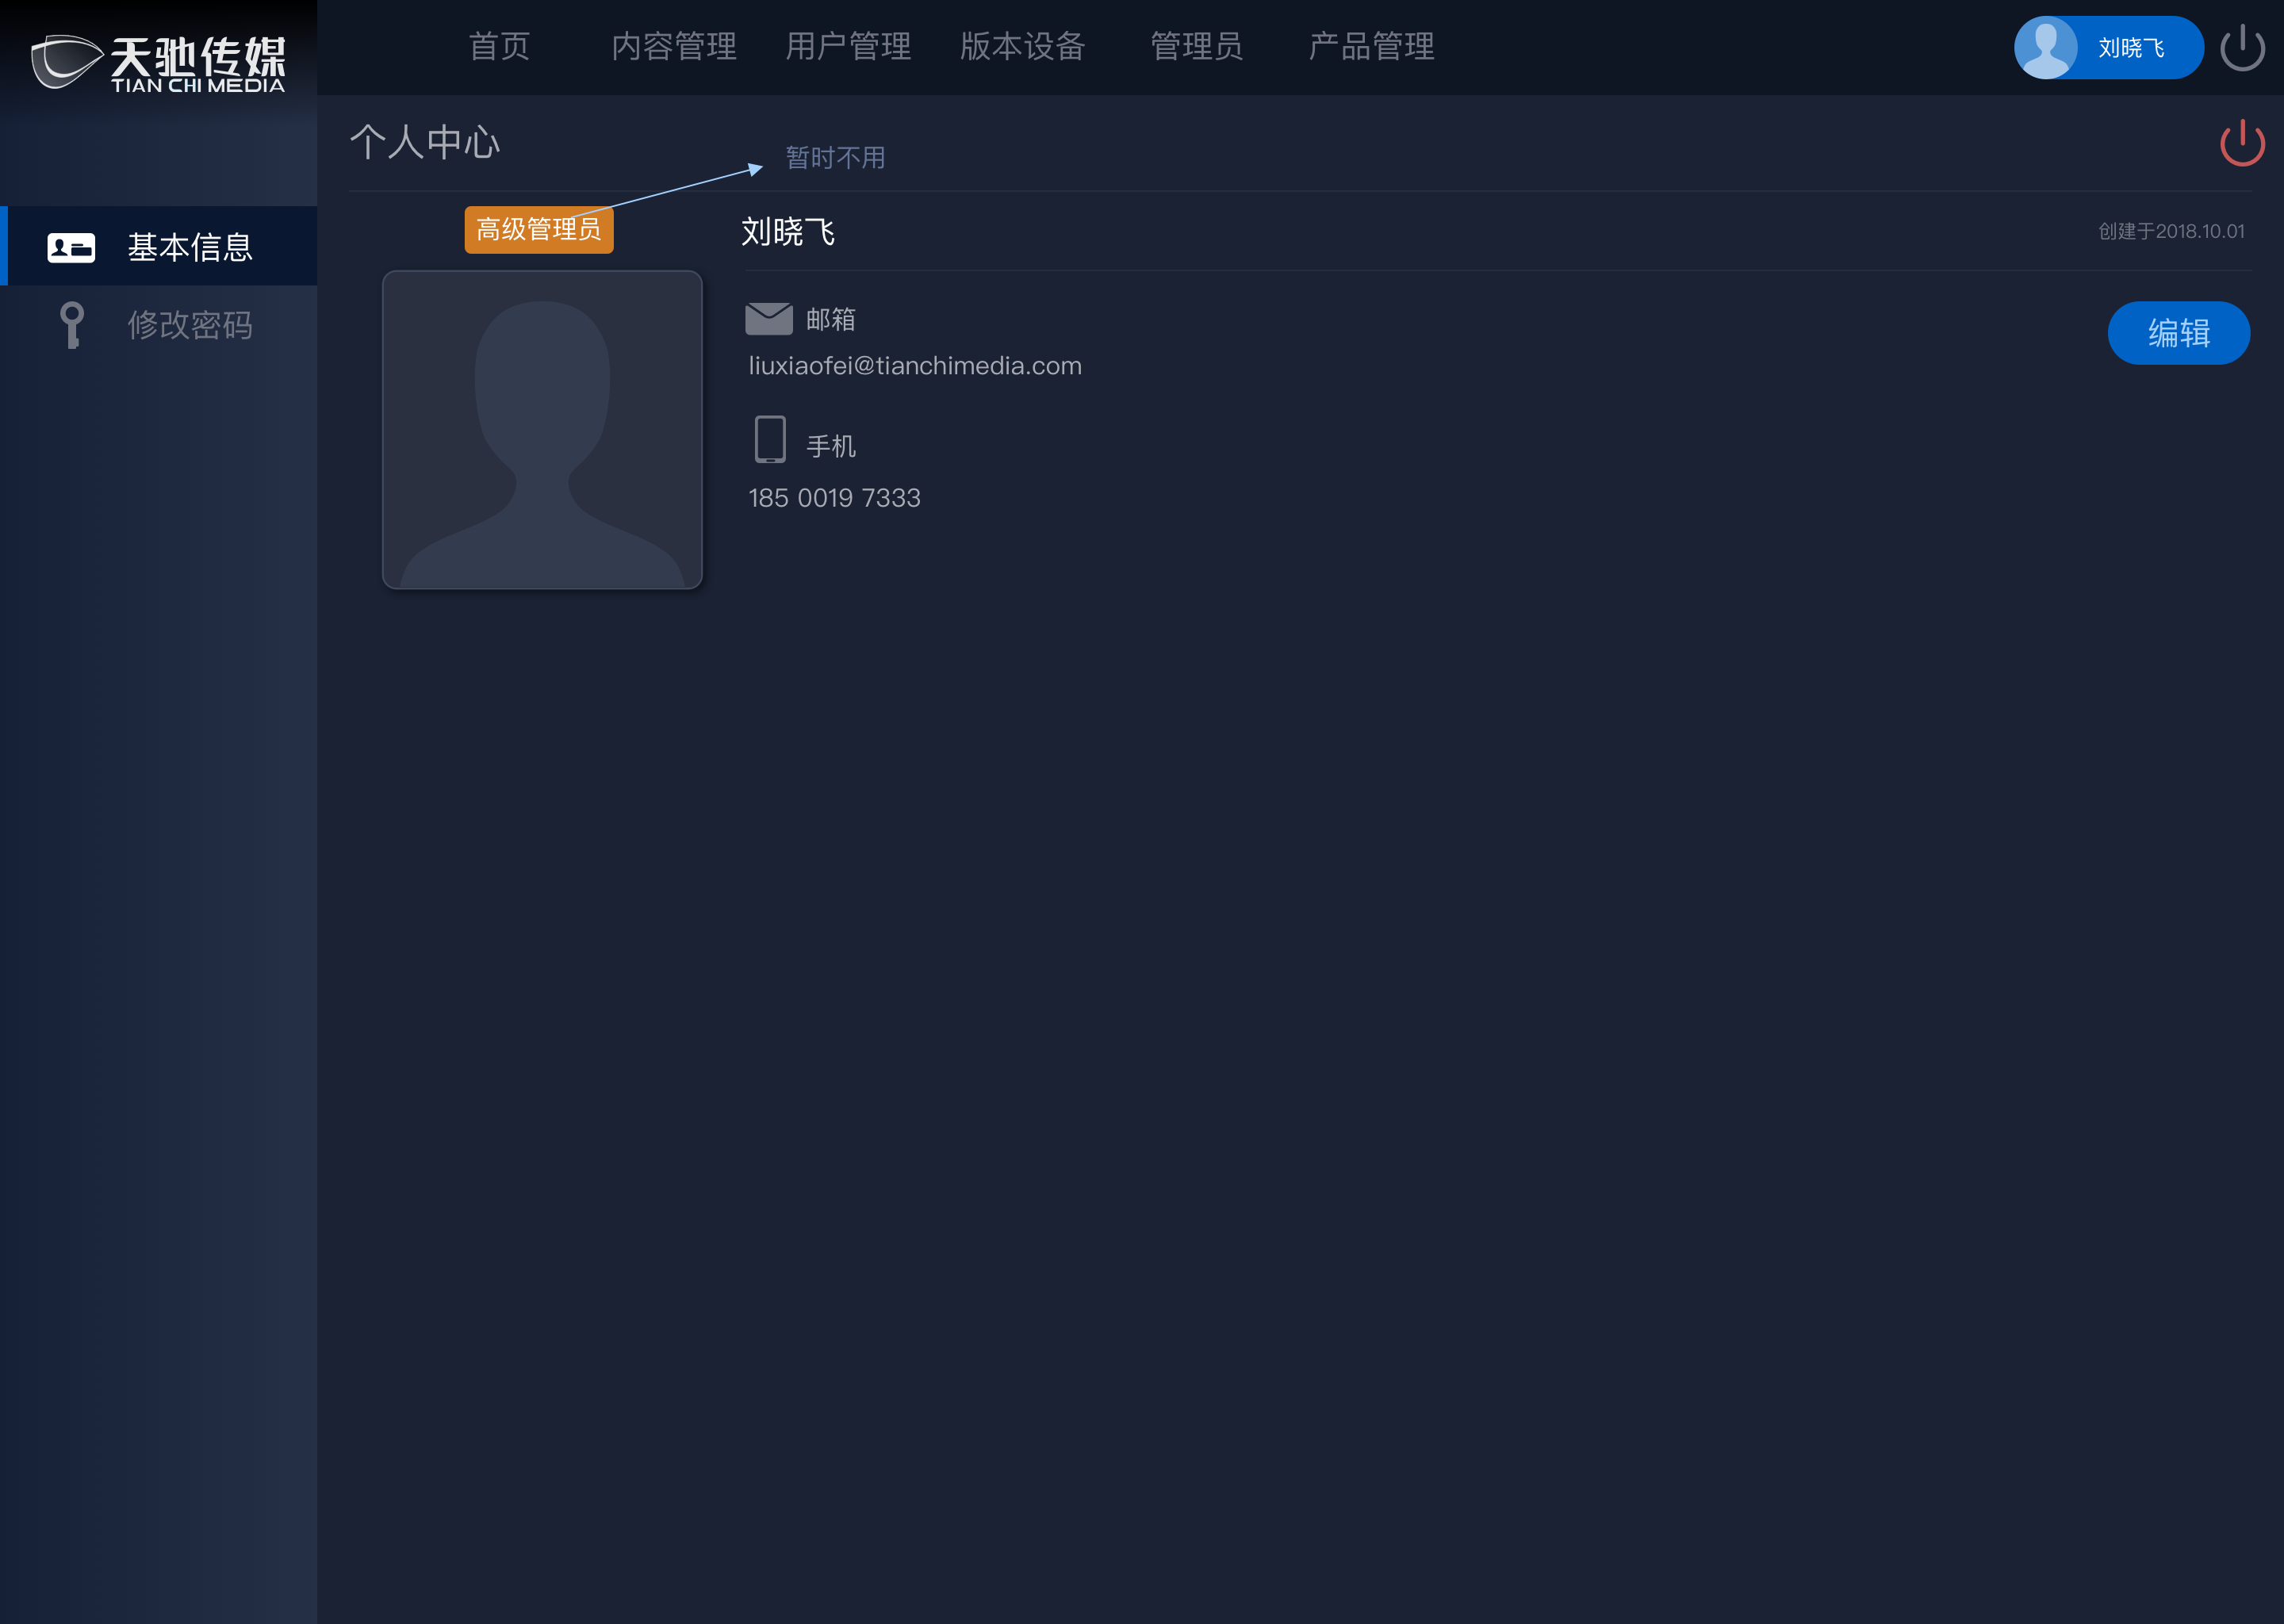 天驰传媒
TIAN CHI MEDIA
首页 内容管理 用户管理 版本设备 管理员 产品管理
刘晓飞
个人中心
暂时不用
高级管理员
刘晓飞
创建于2018.10.01
基本信息
修改密码
邮箱
编辑
liuxiaofei@tianchimedia.com
手机
185 0019 7333